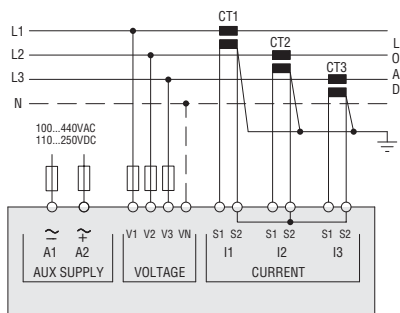 CT1
L1
CT2
L2
CT3
L3
N
LOAD
100...440VAC
110...250VDC
V1 V2 V3 VN S1 S2 S1 S2 S1 S2
A1 A2 I1 I2 I3
AUX SUPPLY VOLTAGE CURRENT